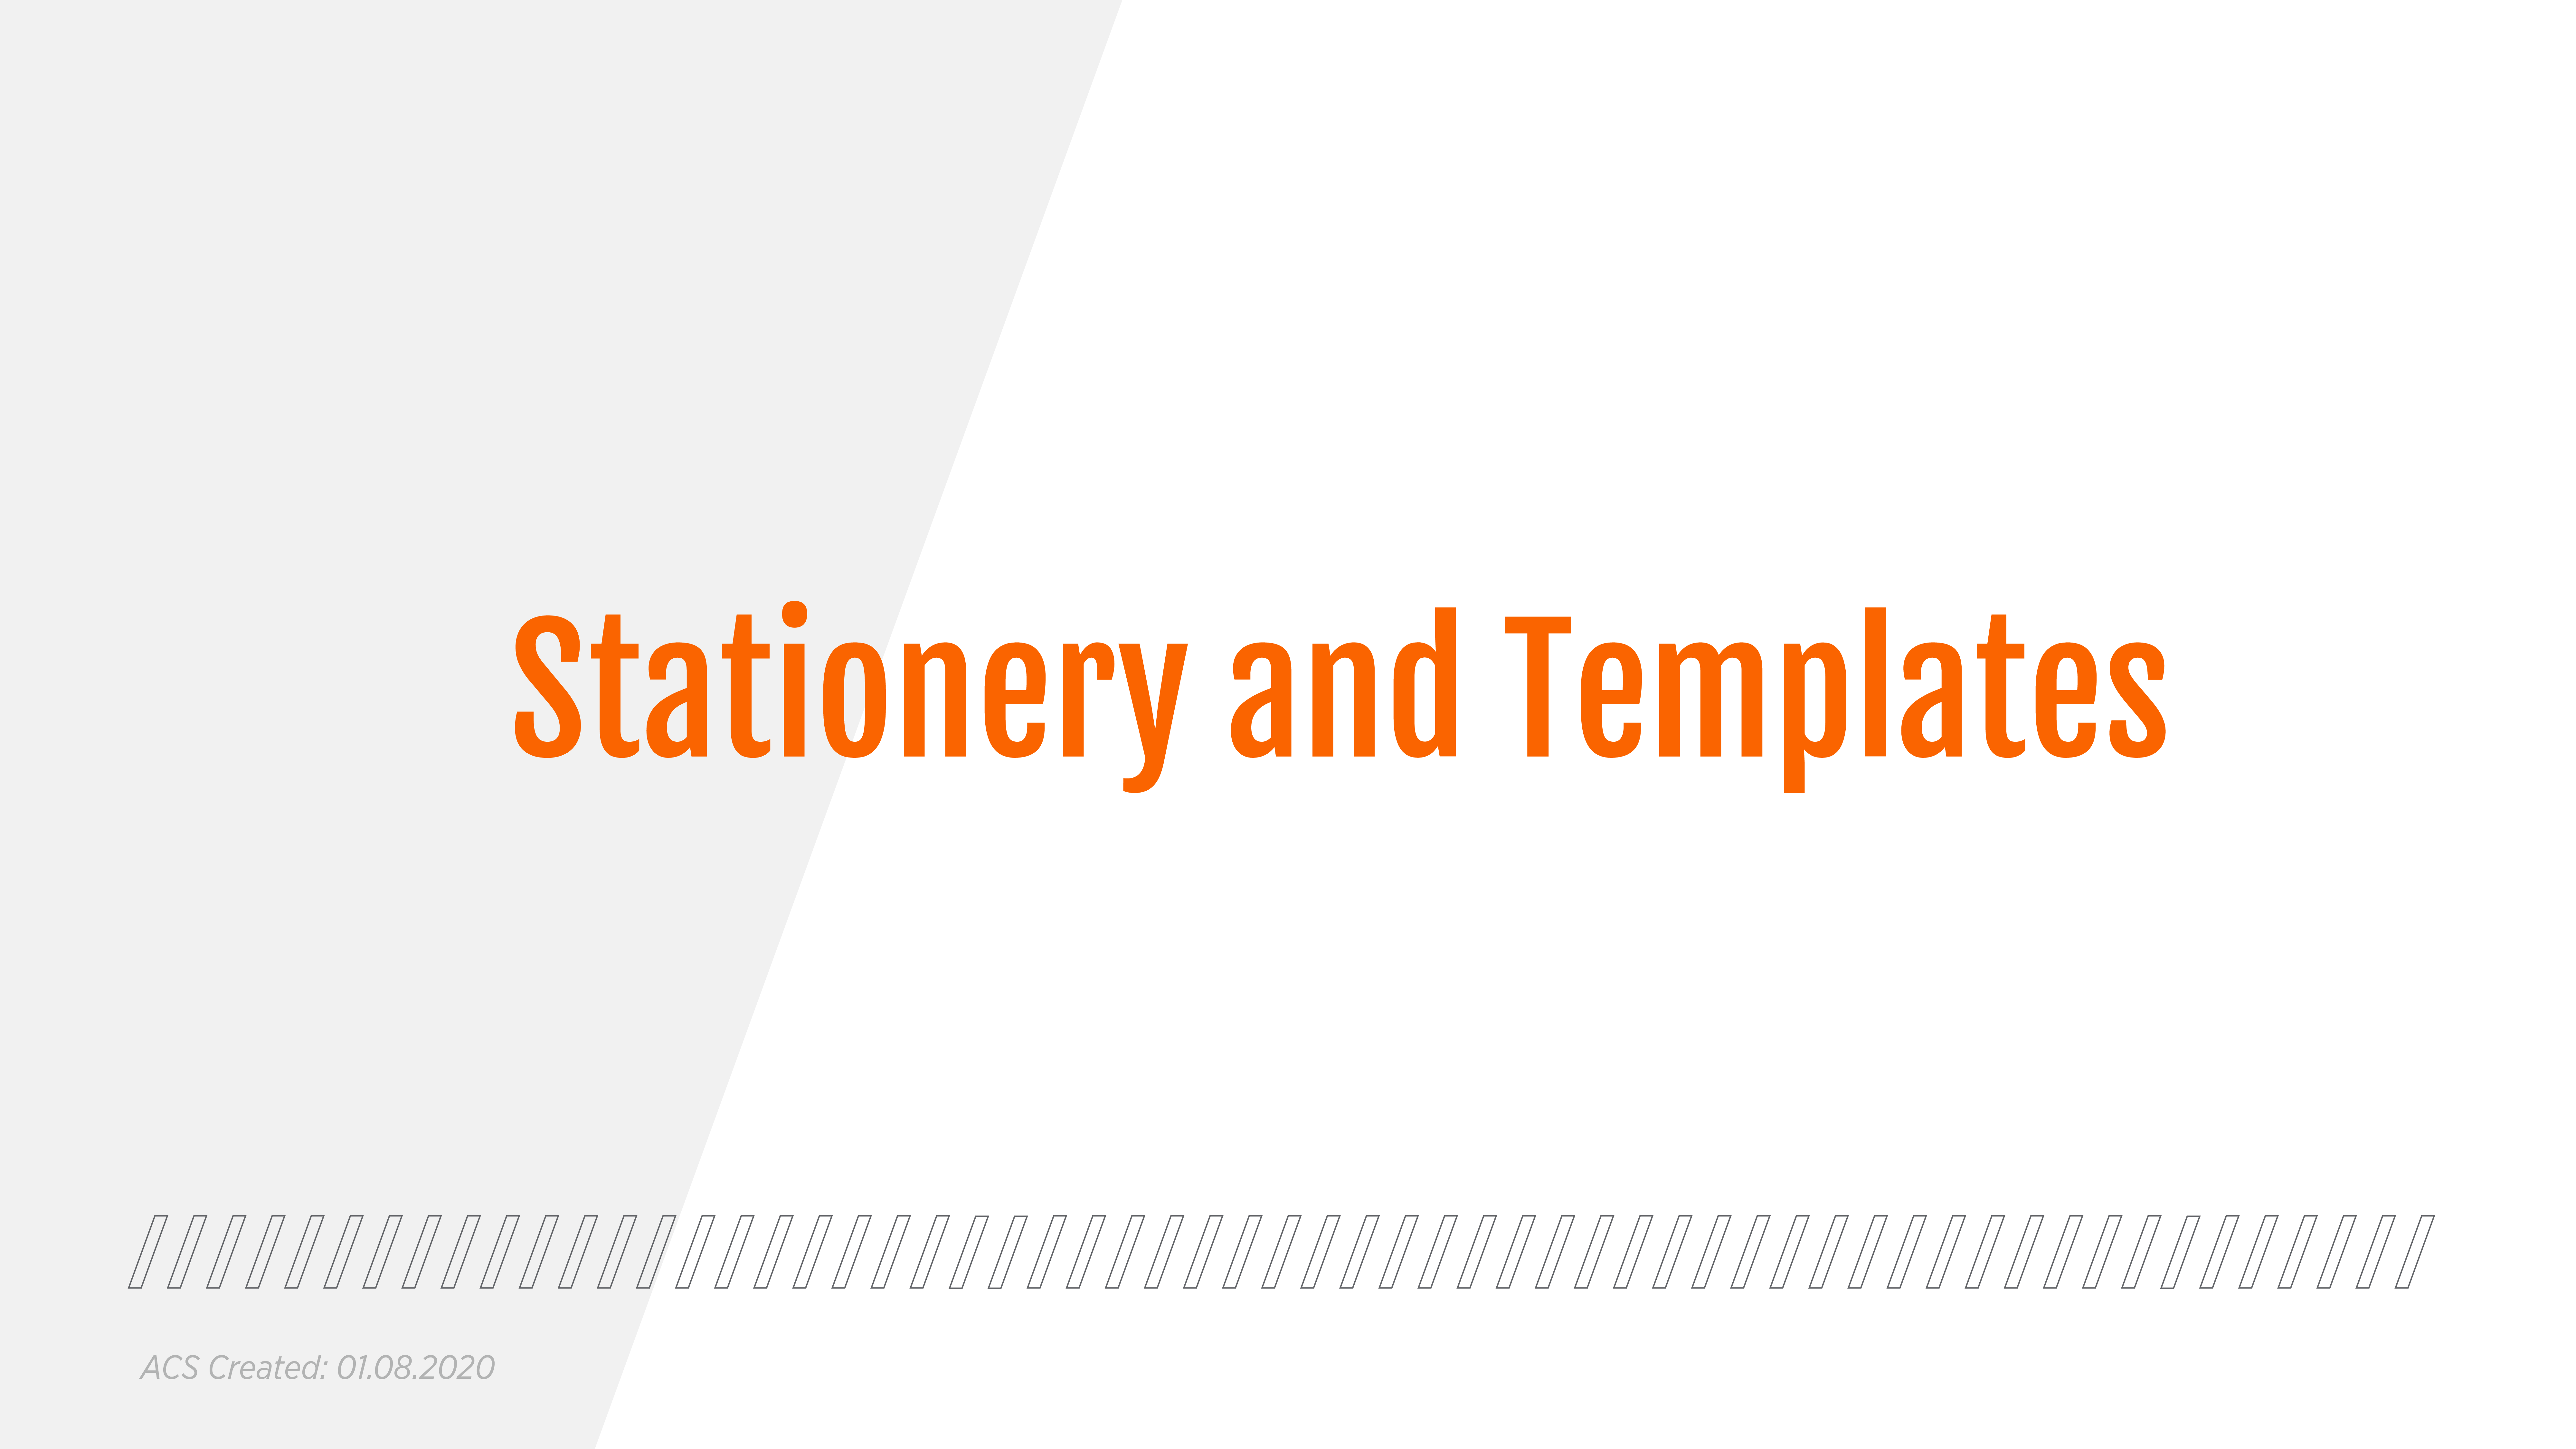 Stationery and Templates
ACS Created: 01.08.2020